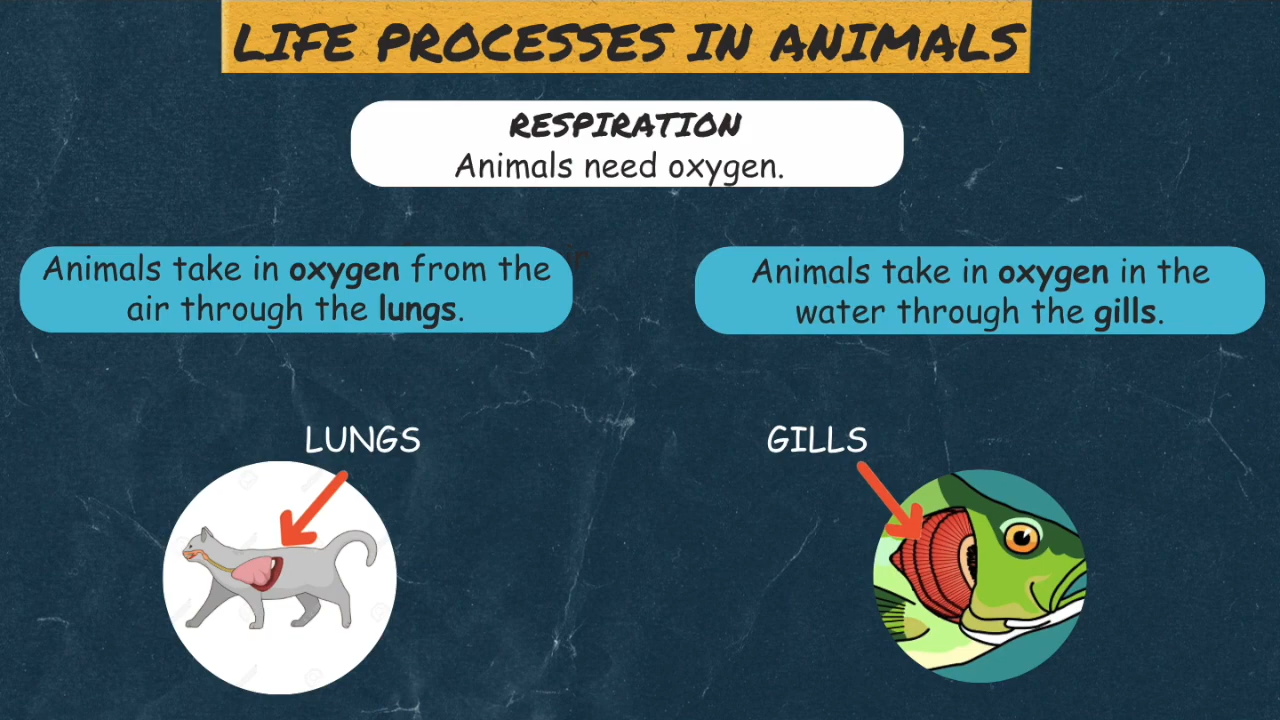 LIFE PROCESSES IN ANIMALS
RESPIRATION
Animals need oxygen.
Animals take in oxygen from the
air through the lungs.
Animals take in oxygen in the
water through the gills.
LUNGS
GILLS